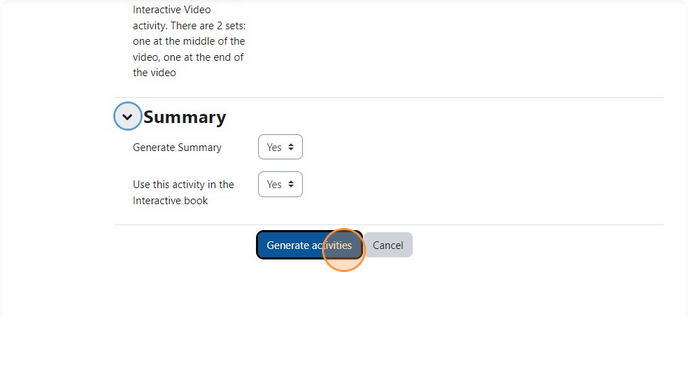 Interactive Video
activity. There are 2 sets:
one at the middle of the
video, one at the end of
the video
Summary
Generate Summary
Yes
Use this activity in the
Interactive book
Yes
Generate activities
Cancel